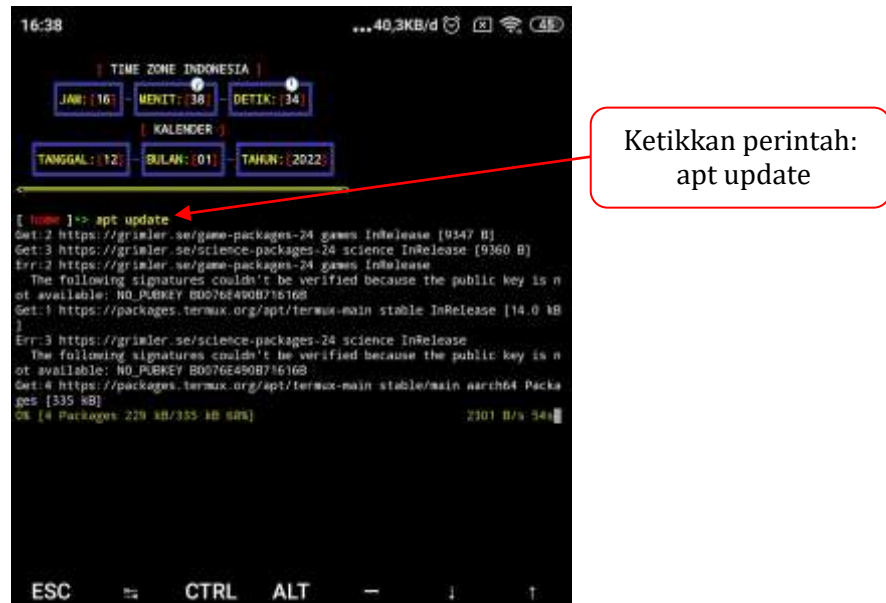 16:38
...40,3KB/d 45
[ TIME ZONE INDONESIA ]
JAM:[16] - MENIT:[38] - DETIK:[34]
[ KALENDER ]
TANGGAL:[12] - BULAN:[01] - TAHUN:[2022]
Ketikkan perintah:
apt update
[ home ]=> apt update
Get:2 https://grimler.se/game-packages-24 games InRelease [9347 B]
Get:3 https://grimler.se/science-packages-24 science InRelease [9360 B]
Err:2 https://grimler.se/game-packages-24 games InRelease
The following signatures couldn't be verified because the public key is n
ot available: NO_PUBKEY B0076E490B71616B
Get:1 https://packages.termux.org/apt/termux-main stable InRelease [14.0 kB
]
Err:3 https://grimler.se/science-packages-24 science InRelease
The following signatures couldn't be verified because the public key is n
ot available: NO_PUBKEY B0076E490B71616B
Get:4 https://packages.termux.org/apt/termux-main stable/main aarch64 Packa
ges [335 kB]
0% [4 Packages 229 kB/335 kB 68%] 2301 B/s 54s
ESC CTRL ALT — ↓ ↑